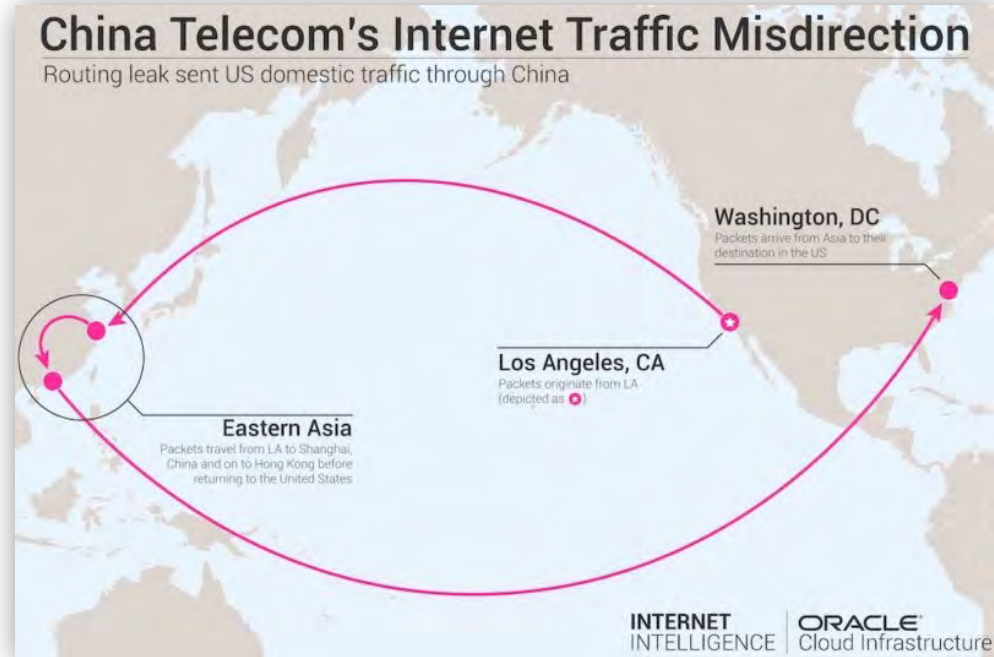 China Telecom's Internet Traffic Misdirection
Routing leak sent US domestic traffic through China
Washington, DC
Packets arrive from Asia to their
destination in the US
Los Angeles, CA
Packets originate from LA
(depicted as ✪)
Eastern Asia
Packets travel from LA to Shanghai,
China and on to Hong Kong before
returning to the United States
INTERNET
INTELLIGENCE
ORACLE®
Cloud Infrastructure